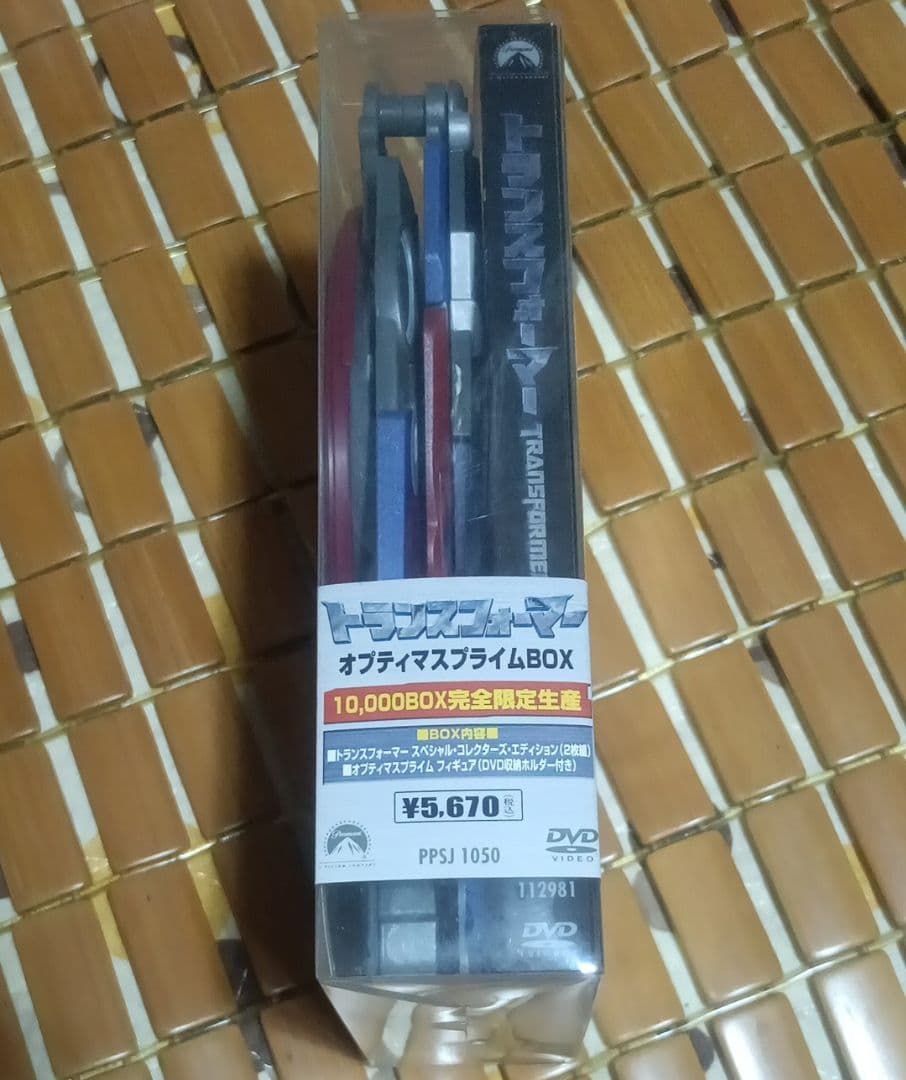 Paramount
トランスフォーマー TRANSFORME
トランスフォーマー
オプティマスプライムBOX
10,000BOX完全限定生産
■BOX内容■
■トランスフォーマー スペシャル・コレクターズ・エディション(2枚組)
■オプティマスプライム フィギュア(DVD収納ホルダー付き)
¥5,670(税込)
Paramount
PPSJ 1050
DVD
VIDEO
112981
DVD